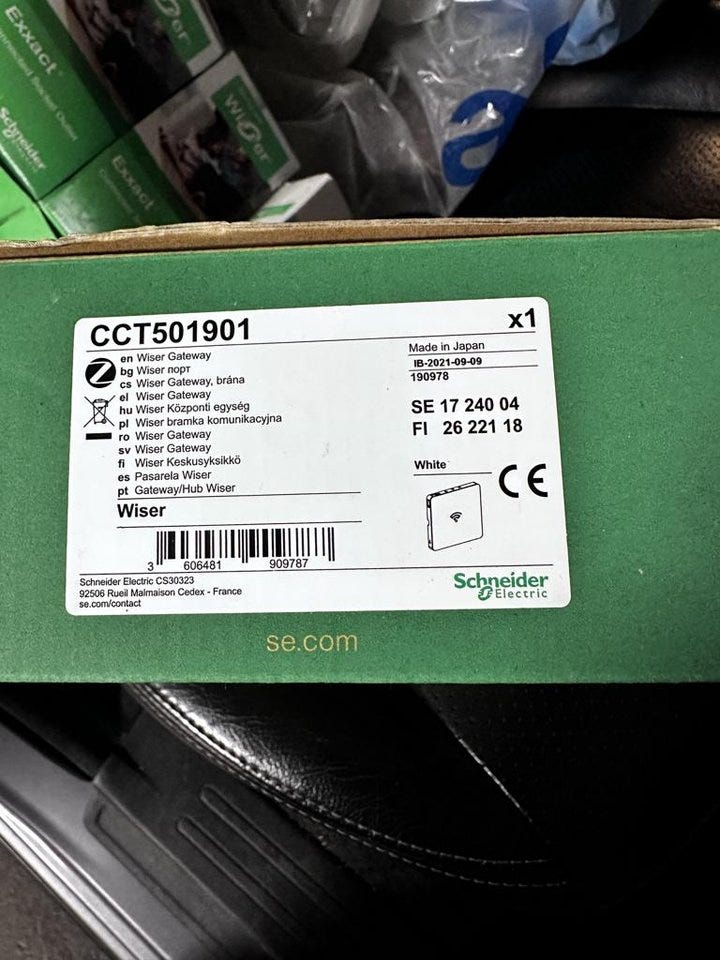 Exxact
Connected Socket Outlet
Schneider
Wiser
Exxact
CCT501901
x1
en Wiser Gateway
bg Wiser порт
cs Wiser Gateway, brána
el Wiser Gateway
hu Wiser Központi egység
pl Wiser bramka komunikacyjna
ro Wiser Gateway
sv Wiser Gateway
fi Wiser Keskusyksikkö
es Pasarela Wiser
pt Gateway/Hub Wiser
Wiser
Made in Japan
IB-2021-09-09
190978
SE 17 240 04
FI 26 221 18
White
CE
3 606481 909787
Schneider Electric CS30323
92506 Rueil Malmaison Cedex - France
se.com/contact
Schneider
Electric
se.com